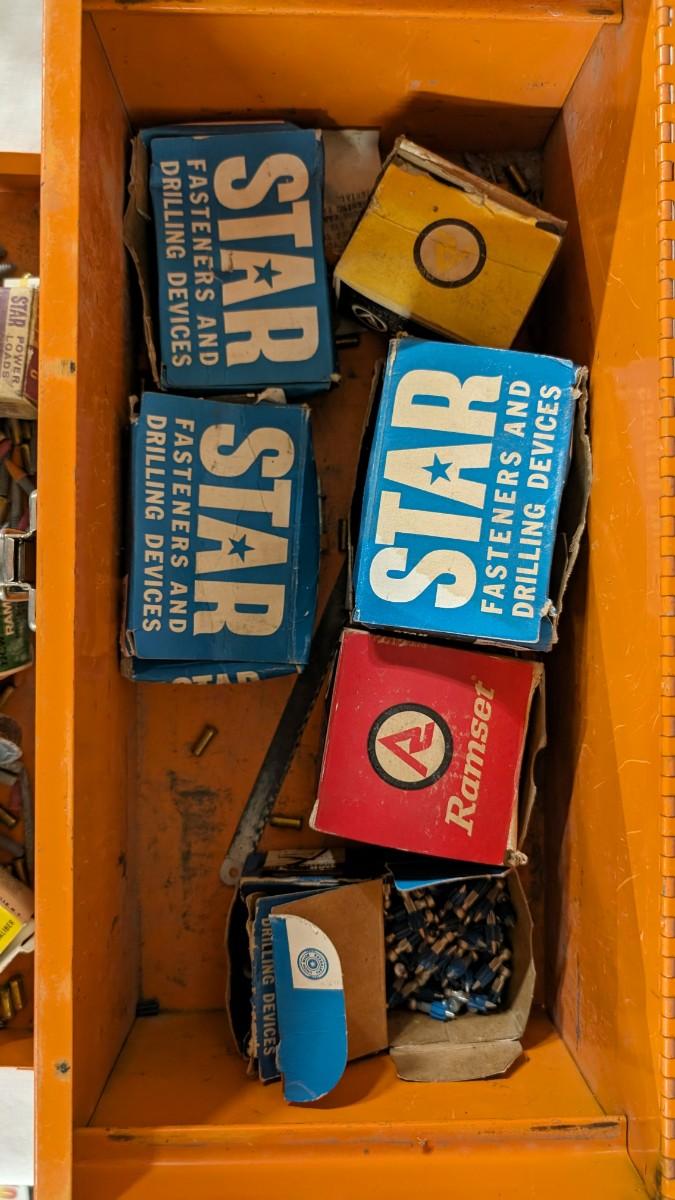 STAR
FASTENERS AND
DRILLING DEVICES
STAR
FASTENERS AND
DRILLING DEVICES
STAR
FASTENERS AND
DRILLING DEVICES
Ramset
DRILLING DEVICES
STAR
POWER
LOADS